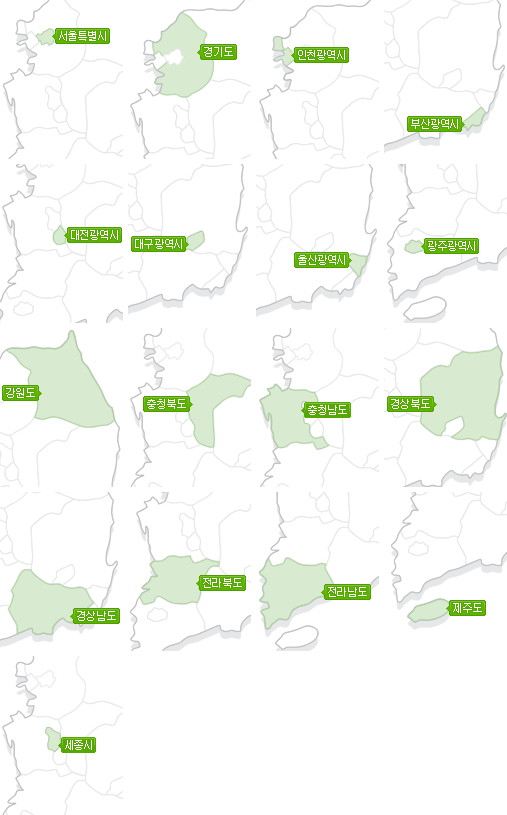 서울특별시
경기도
인천광역시
부산광역시
대전광역시
대구광역시
울산광역시
광주광역시
강원도
충청북도
충청남도
경상북도
경상남도
전라북도
전라남도
제주도
세종시